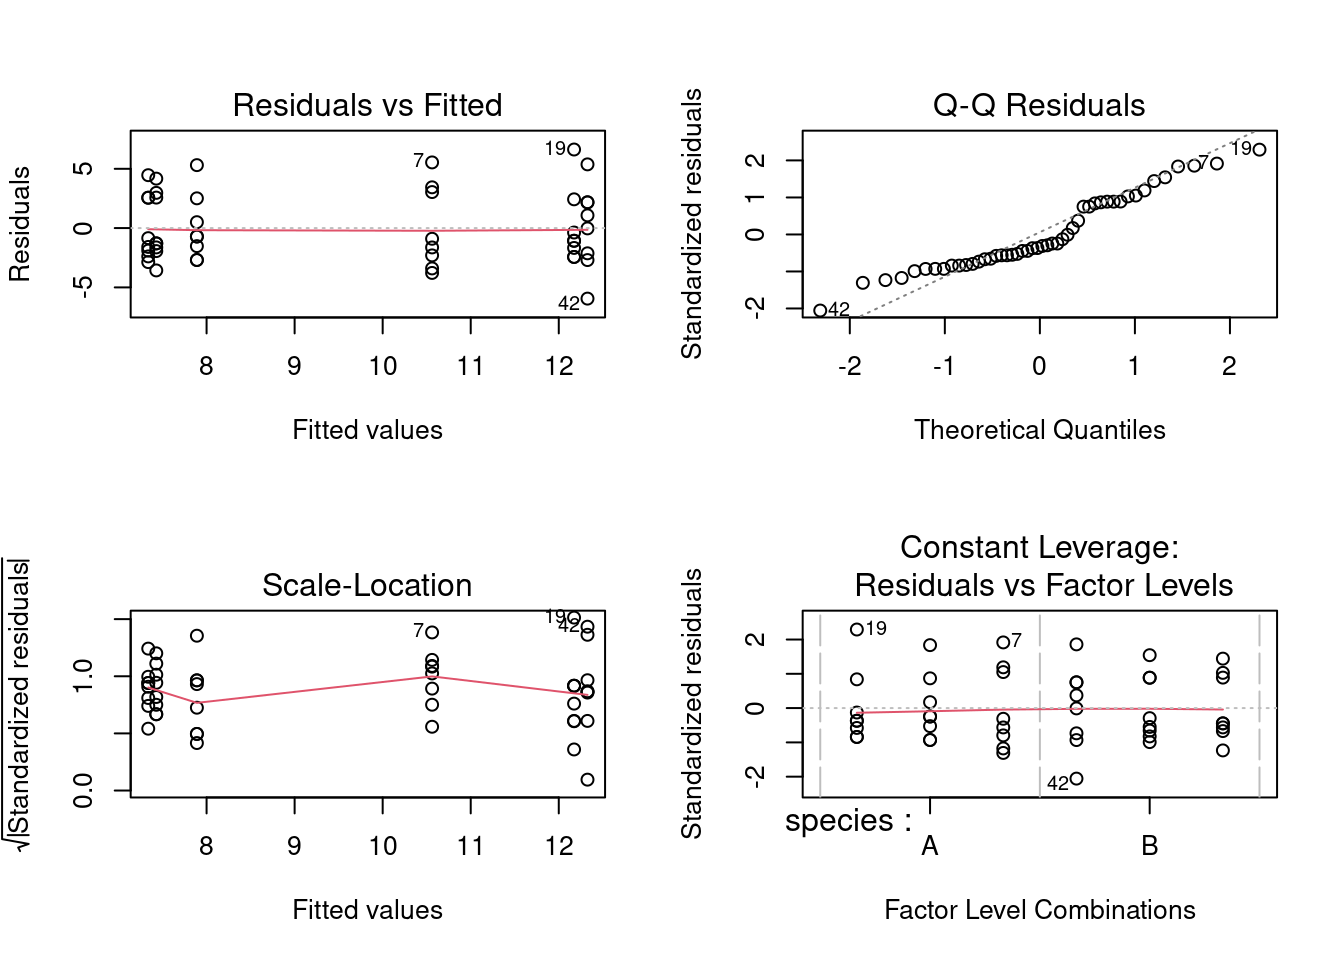 Residuals vs Fitted
Residuals
5
0
-5
19
7
42
8 9 10 11 12
Fitted values
Q-Q Residuals
Standardized residuals
2
1
0
-2
7
19
42
-2 -1 0 1 2
Theoretical Quantiles
Scale-Location
√|Standardized residuals|
1.0
0.0
19
42
7
8 9 10 11 12
Fitted values
Constant Leverage:
Residuals vs Factor Levels
Standardized residuals
2
0
-2
19
7
42
species :
A B
Factor Level Combinations